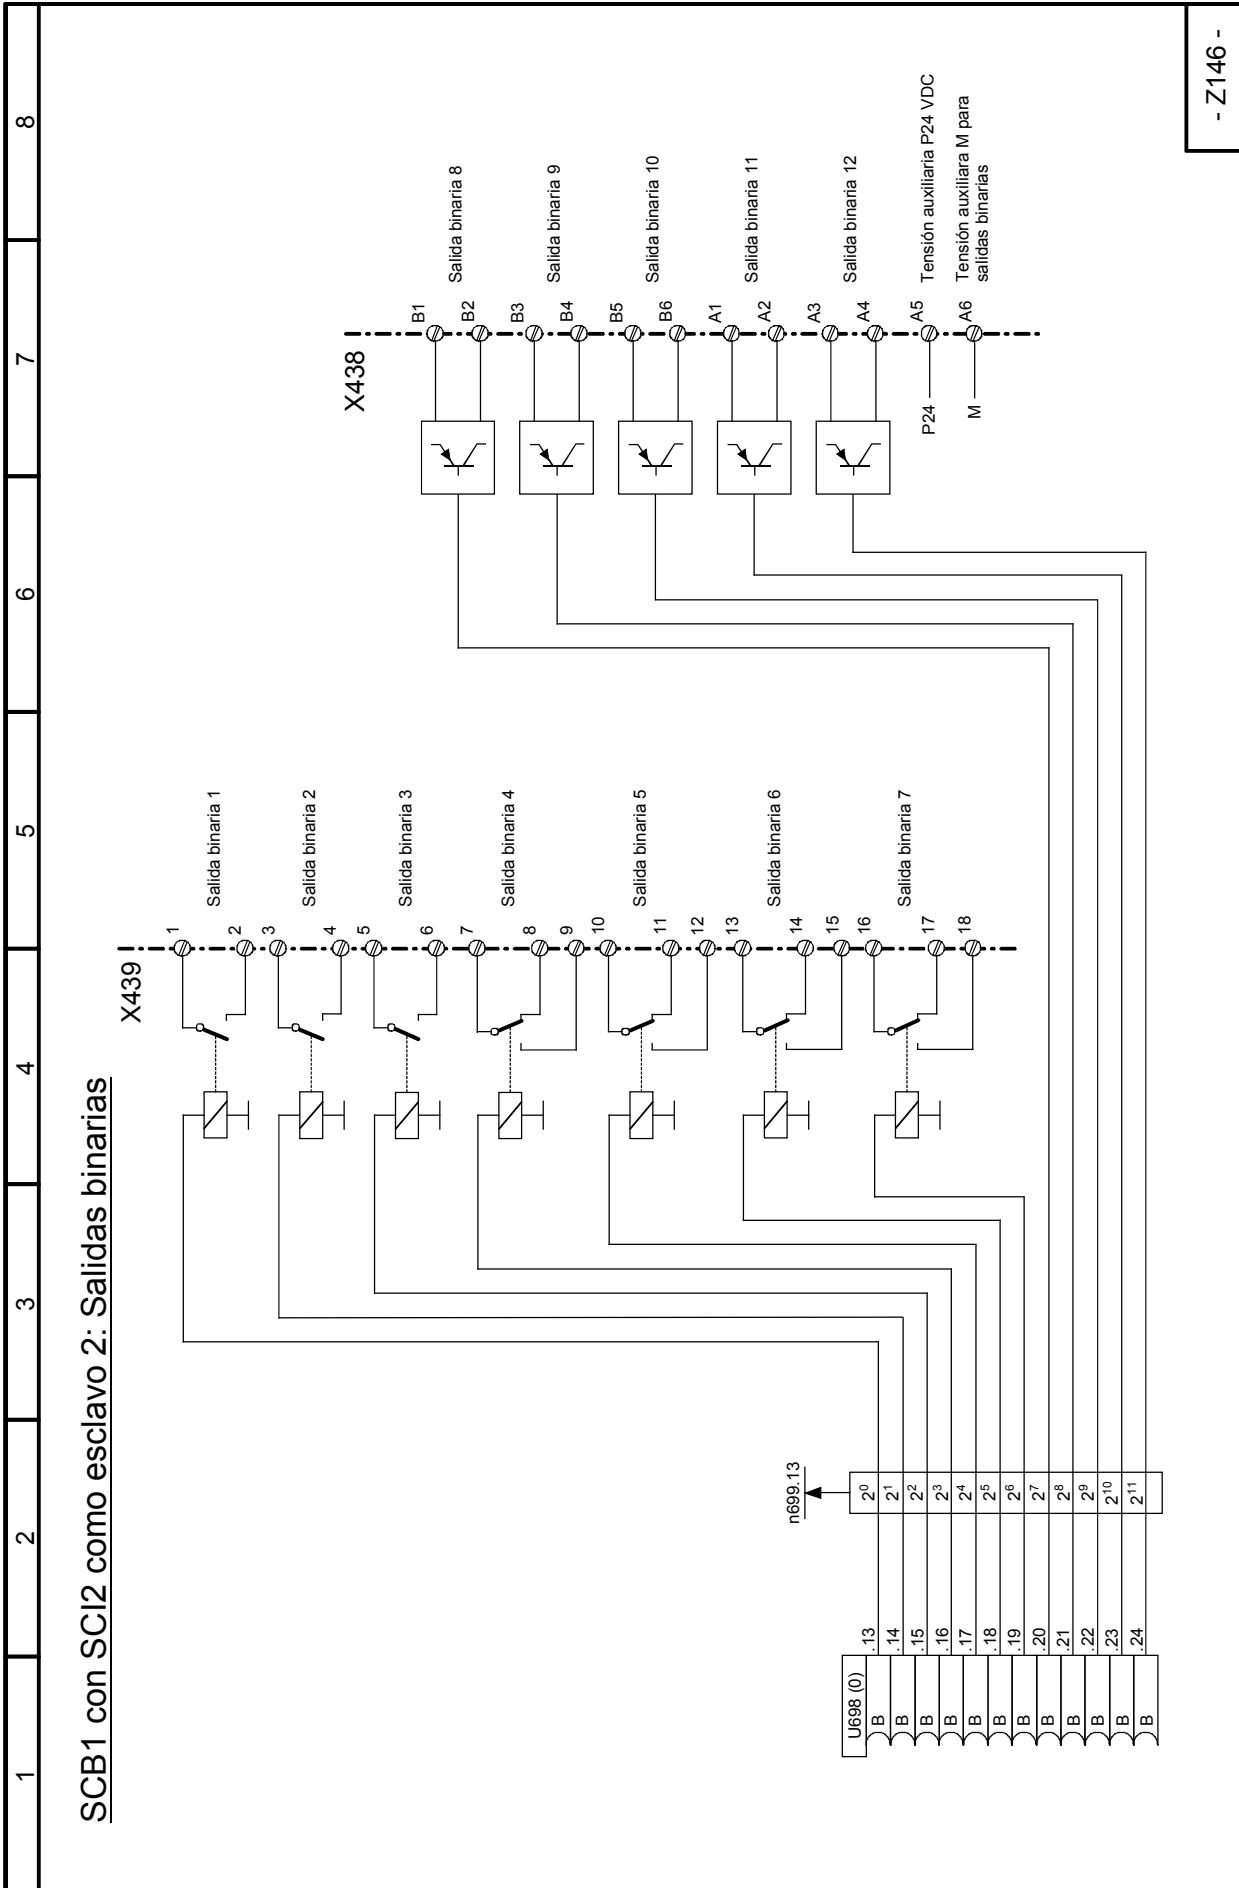 1 2 3 4 5 6 7 8
SCB1 con SCI2 como esclavo 2: Salidas binarias
X439
1
Salida binaria 1
2
3
Salida binaria 2
4
5
Salida binaria 3
6
7
Salida binaria 4
8
9
10
Salida binaria 5
11
12
13
Salida binaria 6
14
15
16
Salida binaria 7
17
18
X438
B1
Salida binaria 8
B2
B3
Salida binaria 9
B4
B5
Salida binaria 10
B6
A1
Salida binaria 11
A2
A3
Salida binaria 12
A4
P24 A5 Tensión auxiliaria P24 VDC
M A6 Tensión auxiliara M para
salidas binarias
n699.13
U698 (0)
B .13 2⁰
B .14 2¹
B .15 2²
B .16 2³
B .17 2⁴
B .18 2⁵
B .19 2⁶
B .20 2⁷
B .21 2⁸
B .22 2⁹
B .23 2¹⁰
B .24 2¹¹
- Z146 -